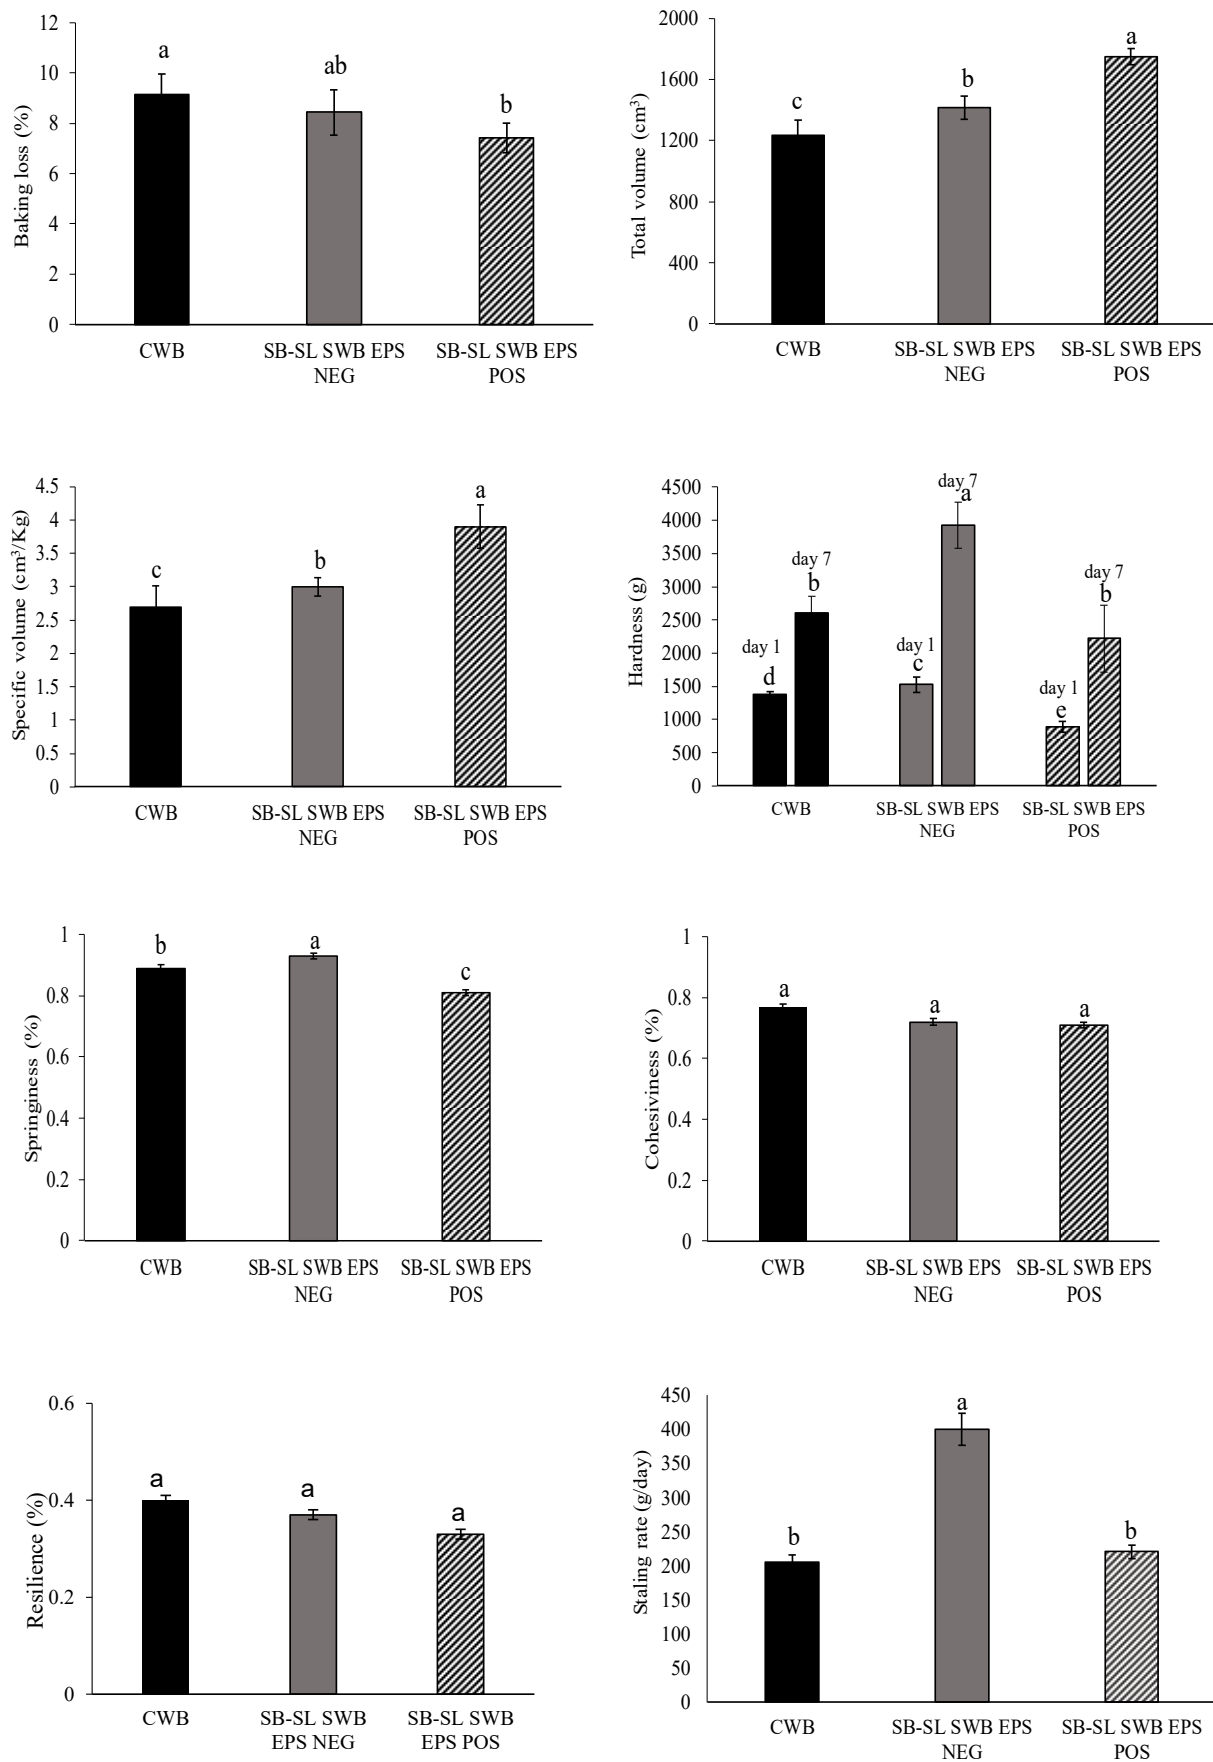 12
10
8
6
4
2
0
Baking loss (%)
a
ab
b
CWB
SB-SL SWB EPS
NEG
SB-SL SWB EPS
POS
2000
1600
1200
800
400
0
Total volume (cm³)
c
b
a
CWB
SB-SL SWB EPS
NEG
SB-SL SWB EPS
POS
4.5
4
3.5
3
2.5
2
1.5
1
0.5
0
Specific volume (cm³/Kg)
c
b
a
CWB
SB-SL SWB EPS
NEG
SB-SL SWB EPS
POS
4500
4000
3500
3000
2500
2000
1500
1000
500
0
Hardness (g)
day 1
d
day 7
b
day 1
c
day 7
a
day 1
e
day 7
b
CWB
SB-SL SWB EPS
NEG
SB-SL SWB EPS
POS
1
0.8
0.6
0.4
0.2
0
Springiness (%)
b
a
c
CWB
SB-SL SWB EPS
NEG
SB-SL SWB EPS
POS
1
0.8
0.6
0.4
0.2
0
Cohesiviness (%)
a
a
a
CWB
SB-SL SWB EPS
NEG
SB-SL SWB EPS
POS
0.6
0.4
0.2
0
Resilience (%)
a
a
a
CWB
SB-SL SWB
EPS NEG
SB-SL SWB
EPS POS
450
400
350
300
250
200
150
100
50
0
Staling rate (g/day)
b
a
b
CWB
SB-SL SWB EPS
NEG
SB-SL SWB EPS
POS